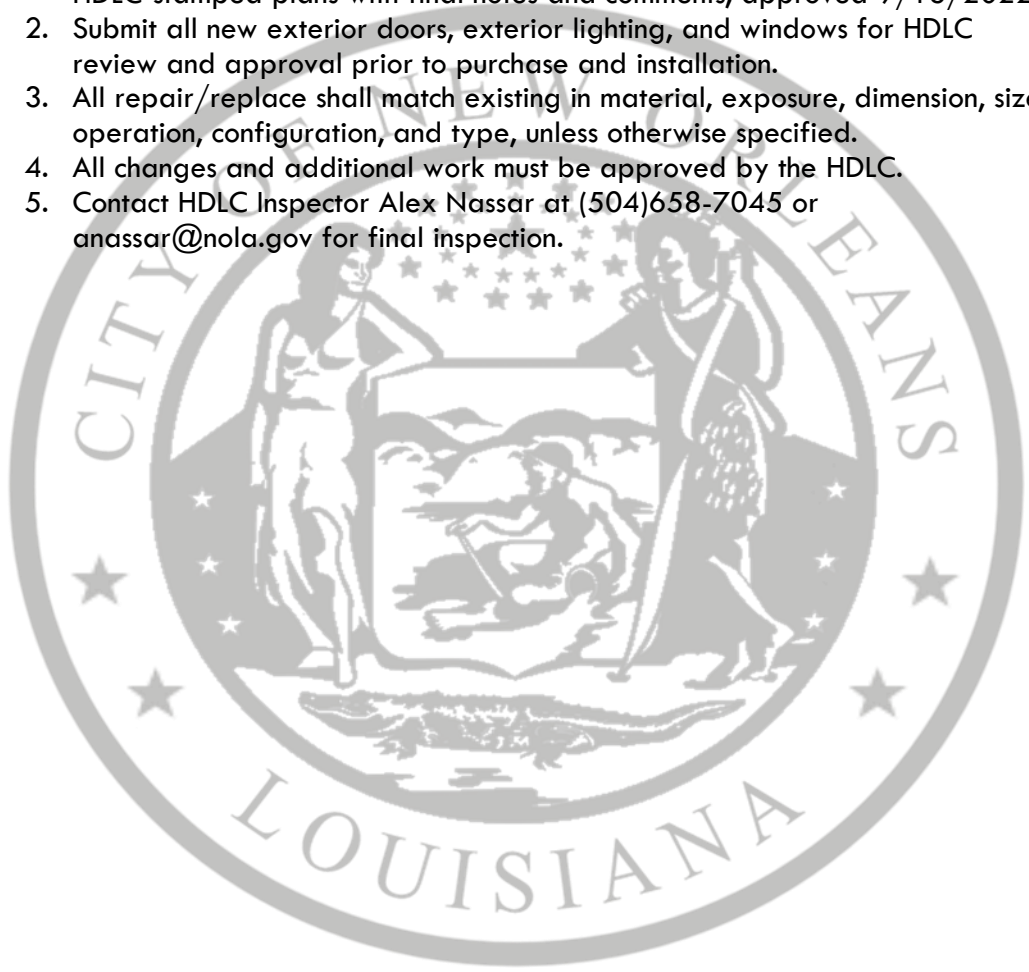 2. Submit all new exterior doors, exterior lighting, and windows for HDLC
review and approval prior to purchase and installation.
3. All repair/replace shall match existing in material, exposure, dimension,
operation, configuration, and type, unless otherwise specified.
4. All changes and additional work must be approved by the HDLC.
5. Contact HDLC Inspector Alex Nassar at (504)658-7045 or
anassar@nola.gov for final inspection.
CITY OF NEW ORLEANS
LOUISIANA